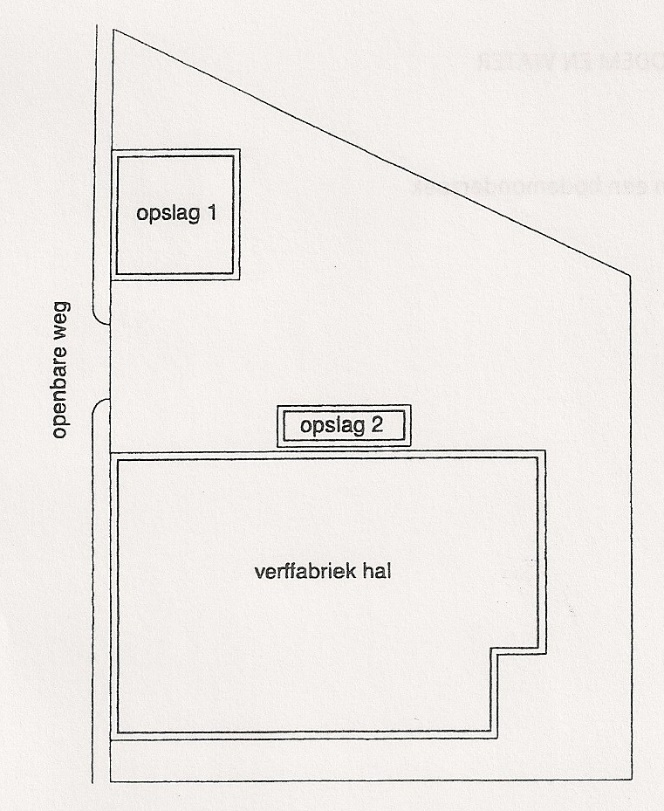 opslag 1
openbare weg
opslag 2
verffabriek hal